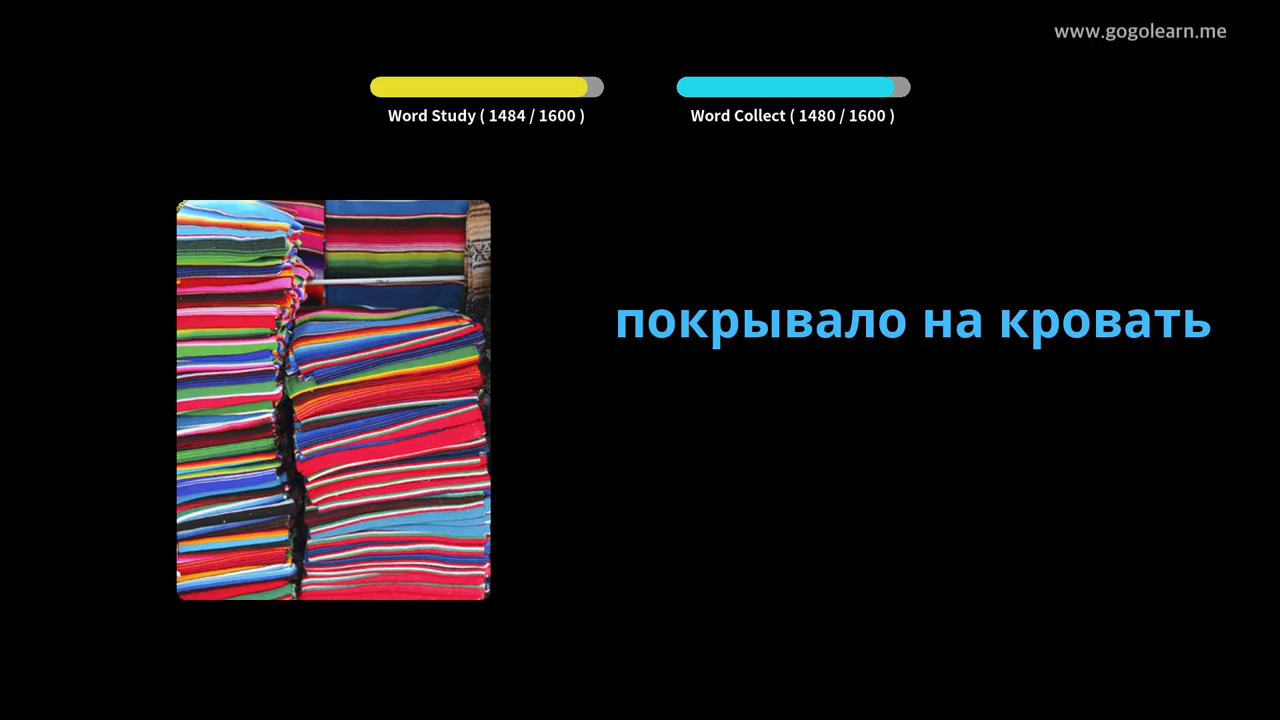 www.gogolearn.me
Word Study ( 1484 / 1600 )
Word Collect ( 1480 / 1600 )
покрывало на кровать